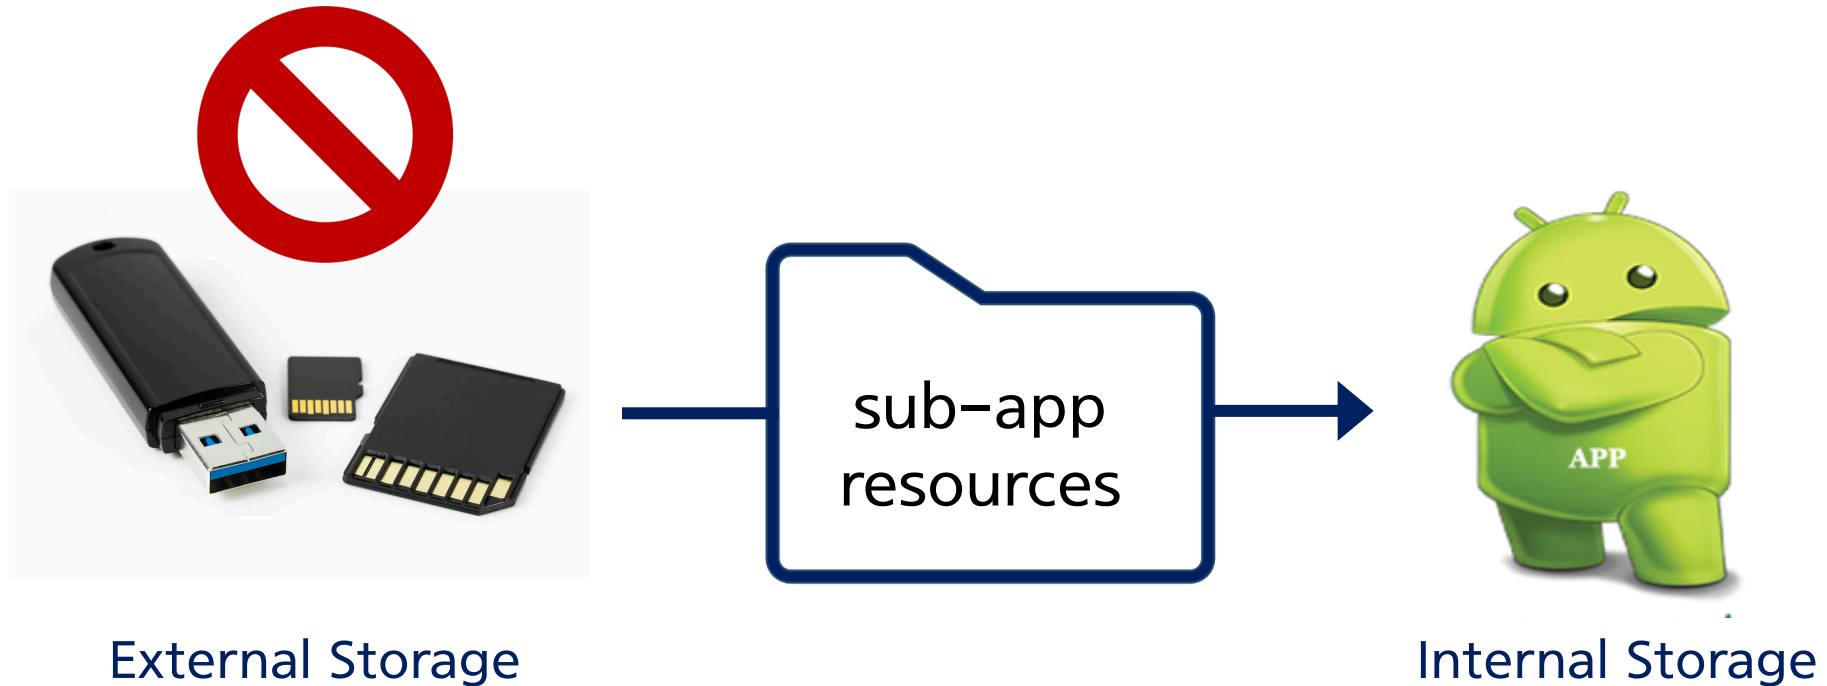 sub-app
resources
APP
External Storage
Internal Storage